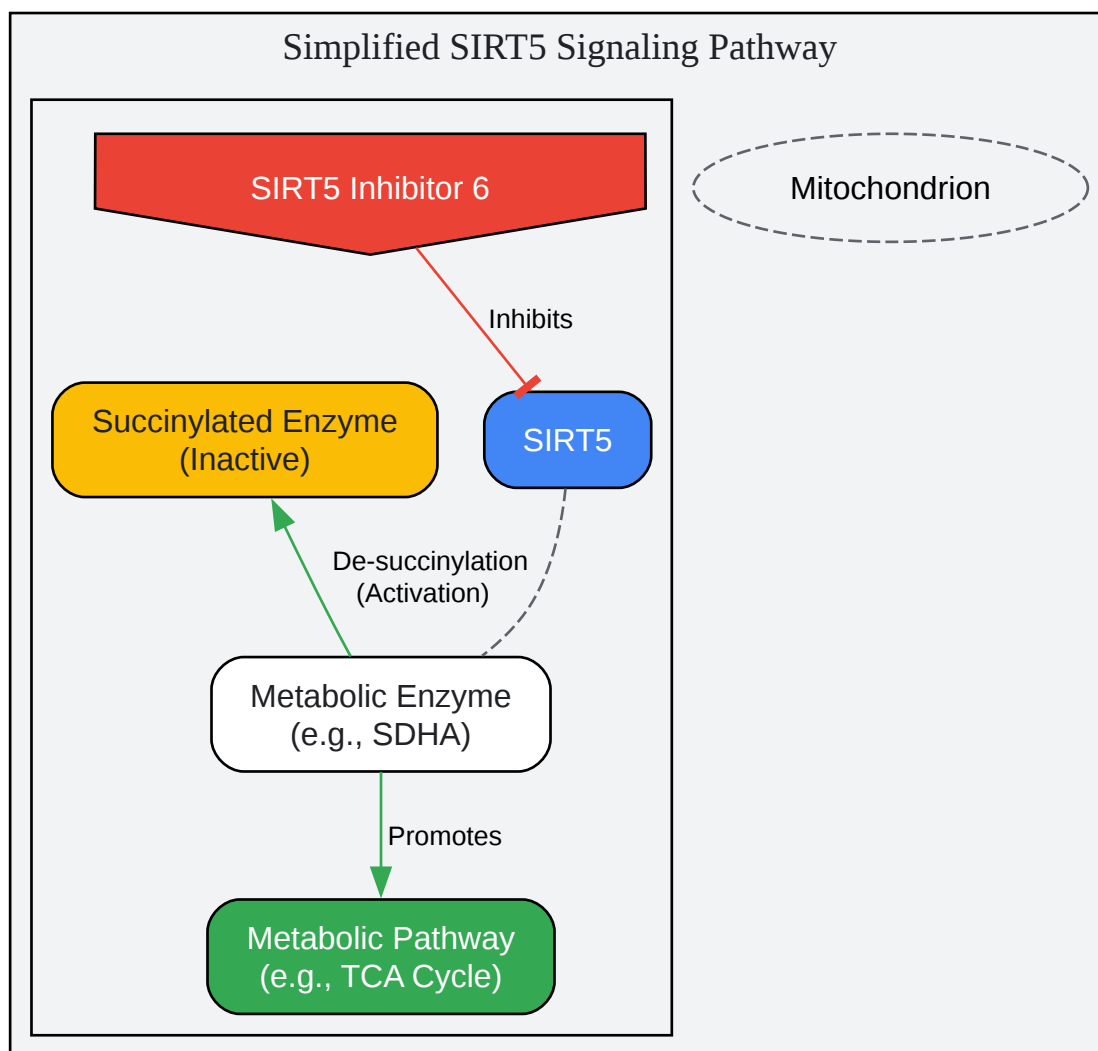 Simplified SIRT5 Signaling Pathway
SIRT5 Inhibitor 6
Mitochondrion
Inhibits
Succinylated Enzyme
(Inactive)
SIRT5
De-succinylation
(Activation)
Metabolic Enzyme
(e.g., SDHA)
Promotes
Metabolic Pathway
(e.g., TCA Cycle)